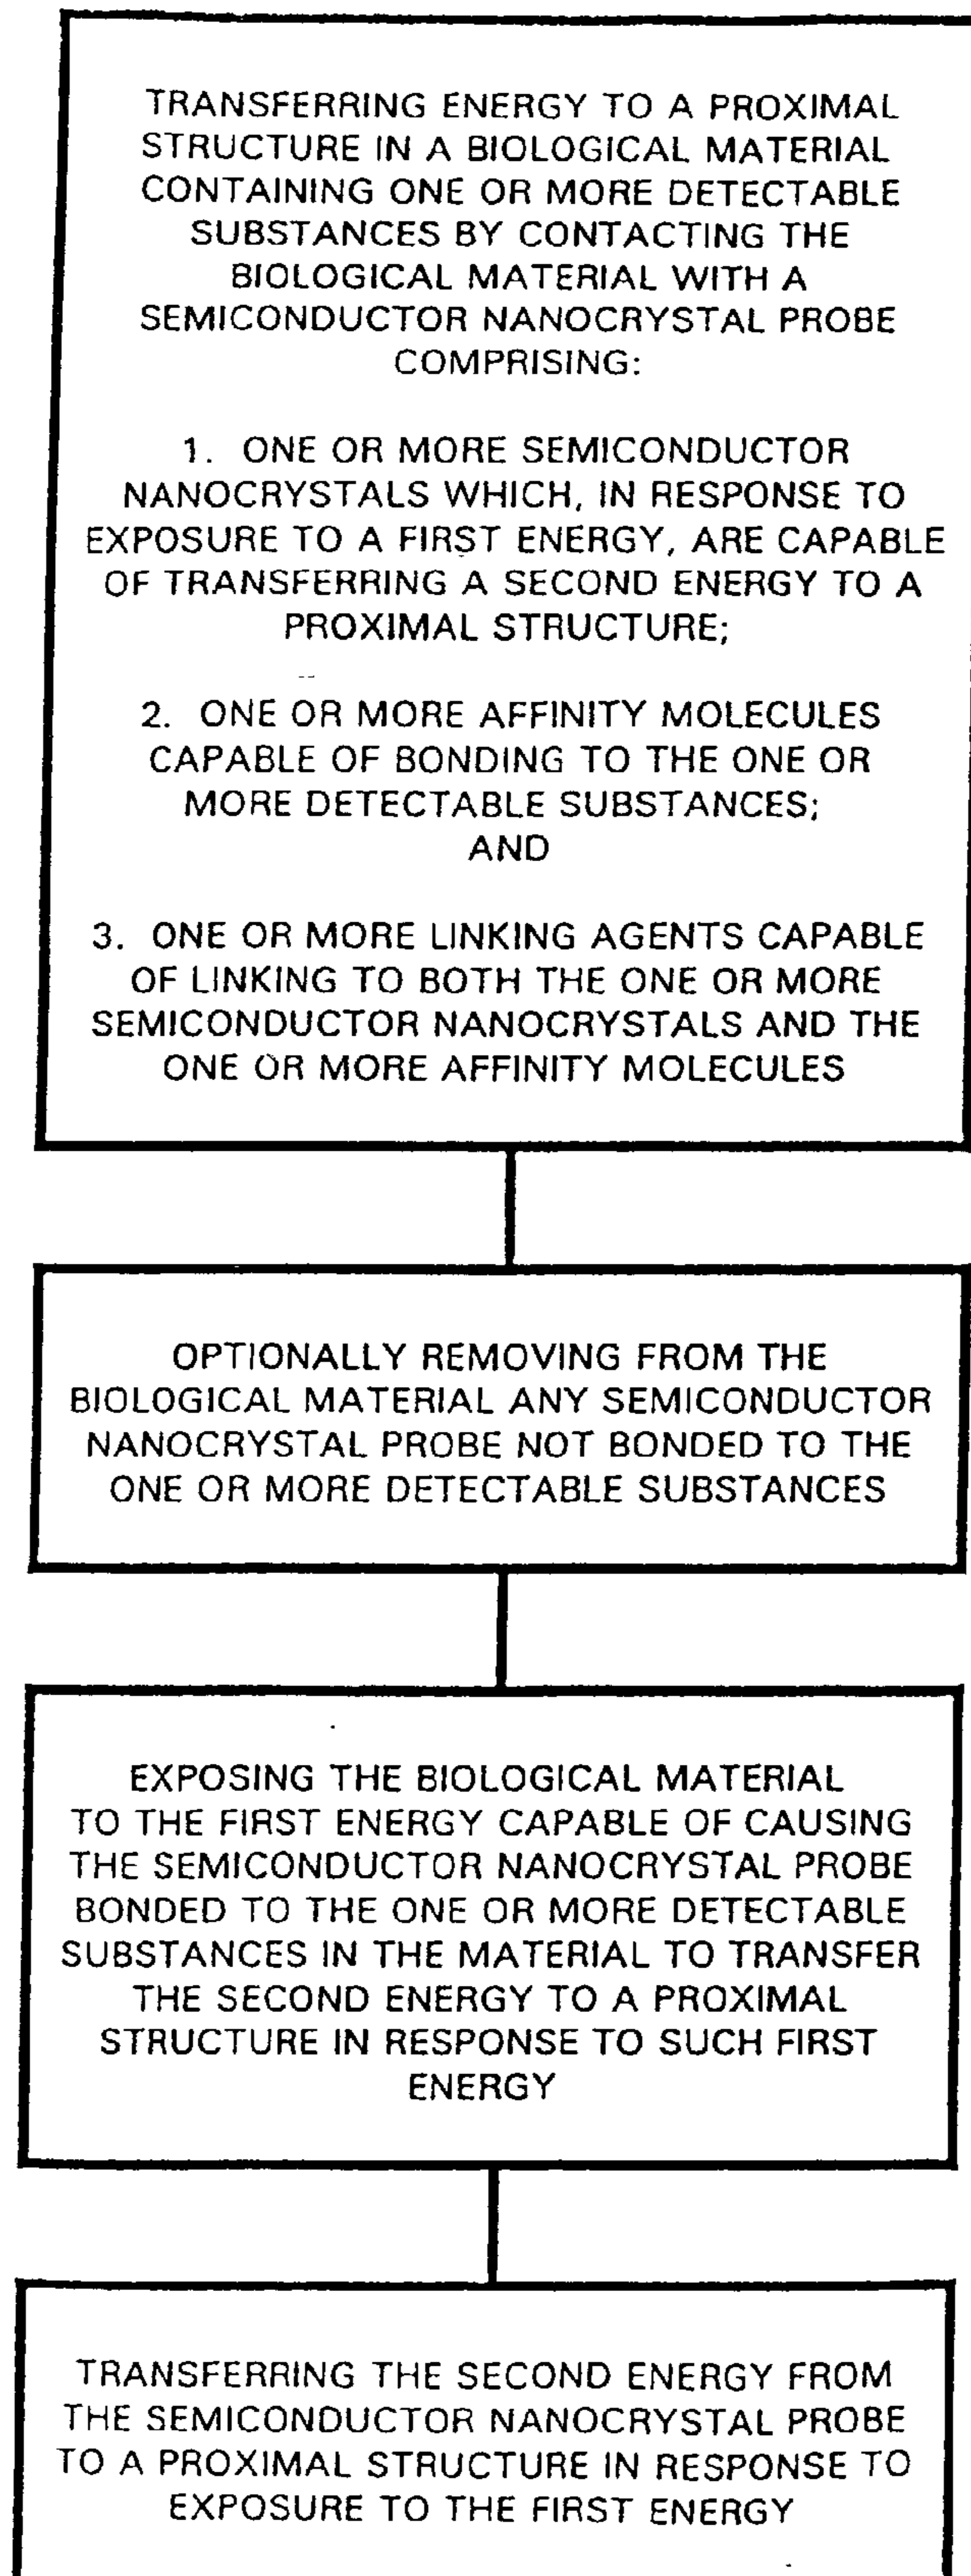 TRANSFERRING ENERGY TO A PROXIMAL
STRUCTURE IN A BIOLOGICAL MATERIAL
CONTAINING ONE OR MORE DETECTABLE
SUBSTANCES BY CONTACTING THE
BIOLOGICAL MATERIAL WITH A
SEMICONDUCTOR NANOCRYSTAL PROBE
COMPRISING:
1. ONE OR MORE SEMICONDUCTOR
NANOCRYSTALS WHICH, IN RESPONSE TO
EXPOSURE TO A FIRST ENERGY, ARE CAPABLE
OF TRANSFERRING A SECOND ENERGY TO A
PROXIMAL STRUCTURE;
2. ONE OR MORE AFFINITY MOLECULES
CAPABLE OF BONDING TO THE ONE OR
MORE DETECTABLE SUBSTANCES;
AND
3. ONE OR MORE LINKING AGENTS CAPABLE
OF LINKING TO BOTH THE ONE OR MORE
SEMICONDUCTOR NANOCRYSTALS AND THE
ONE OR MORE AFFINITY MOLECULES
OPTIONALLY REMOVING FROM THE
BIOLOGICAL MATERIAL ANY SEMICONDUCTOR
NANOCRYSTAL PROBE NOT BONDED TO THE
ONE OR MORE DETECTABLE SUBSTANCES
EXPOSING THE BIOLOGICAL MATERIAL
TO THE FIRST ENERGY CAPABLE OF CAUSING
THE SEMICONDUCTOR NANOCRYSTAL PROBE
BONDED TO THE ONE OR MORE DETECTABLE
SUBSTANCES IN THE MATERIAL TO TRANSFER
THE SECOND ENERGY TO A PROXIMAL
STRUCTURE IN RESPONSE TO SUCH FIRST
ENERGY
TRANSFERRING THE SECOND ENERGY FROM
THE SEMICONDUCTOR NANOCRYSTAL PROBE
TO A PROXIMAL STRUCTURE IN RESPONSE TO
EXPOSURE TO THE FIRST ENERGY